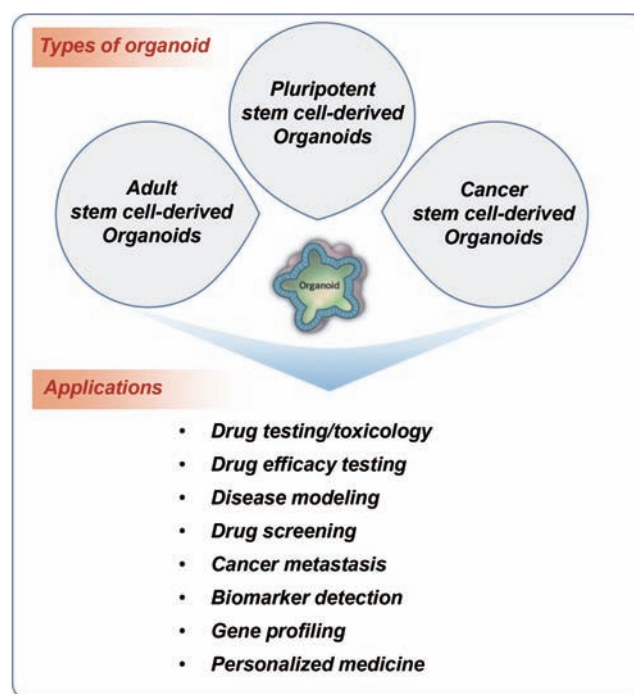 Types of organoid
Pluripotent
stem cell-derived
Organoids
Adult
stem cell-derived
Organoids
Cancer
stem cell-derived
Organoids
Organoid
Applications
• Drug testing/toxicology
• Drug efficacy testing
• Disease modeling
• Drug screening
• Cancer metastasis
• Biomarker detection
• Gene profiling
• Personalized medicine